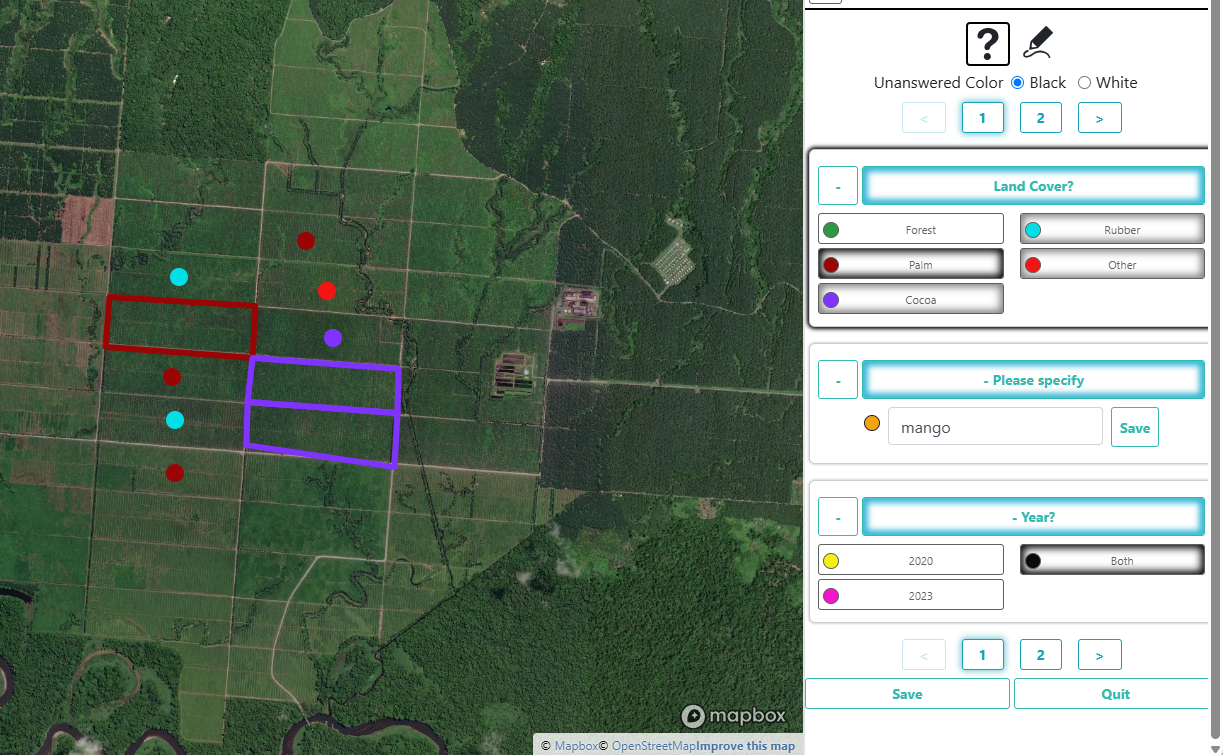 ?
Unanswered Color Black White
< 1 2 >
- Land Cover?
Forest Rubber
Palm Other
Cocoa
- - Please specify
mango Save
- - Year?
2020 Both
2023
< 1 2 >
Save Quit
mapbox
© Mapbox© OpenStreetMapImprove this map